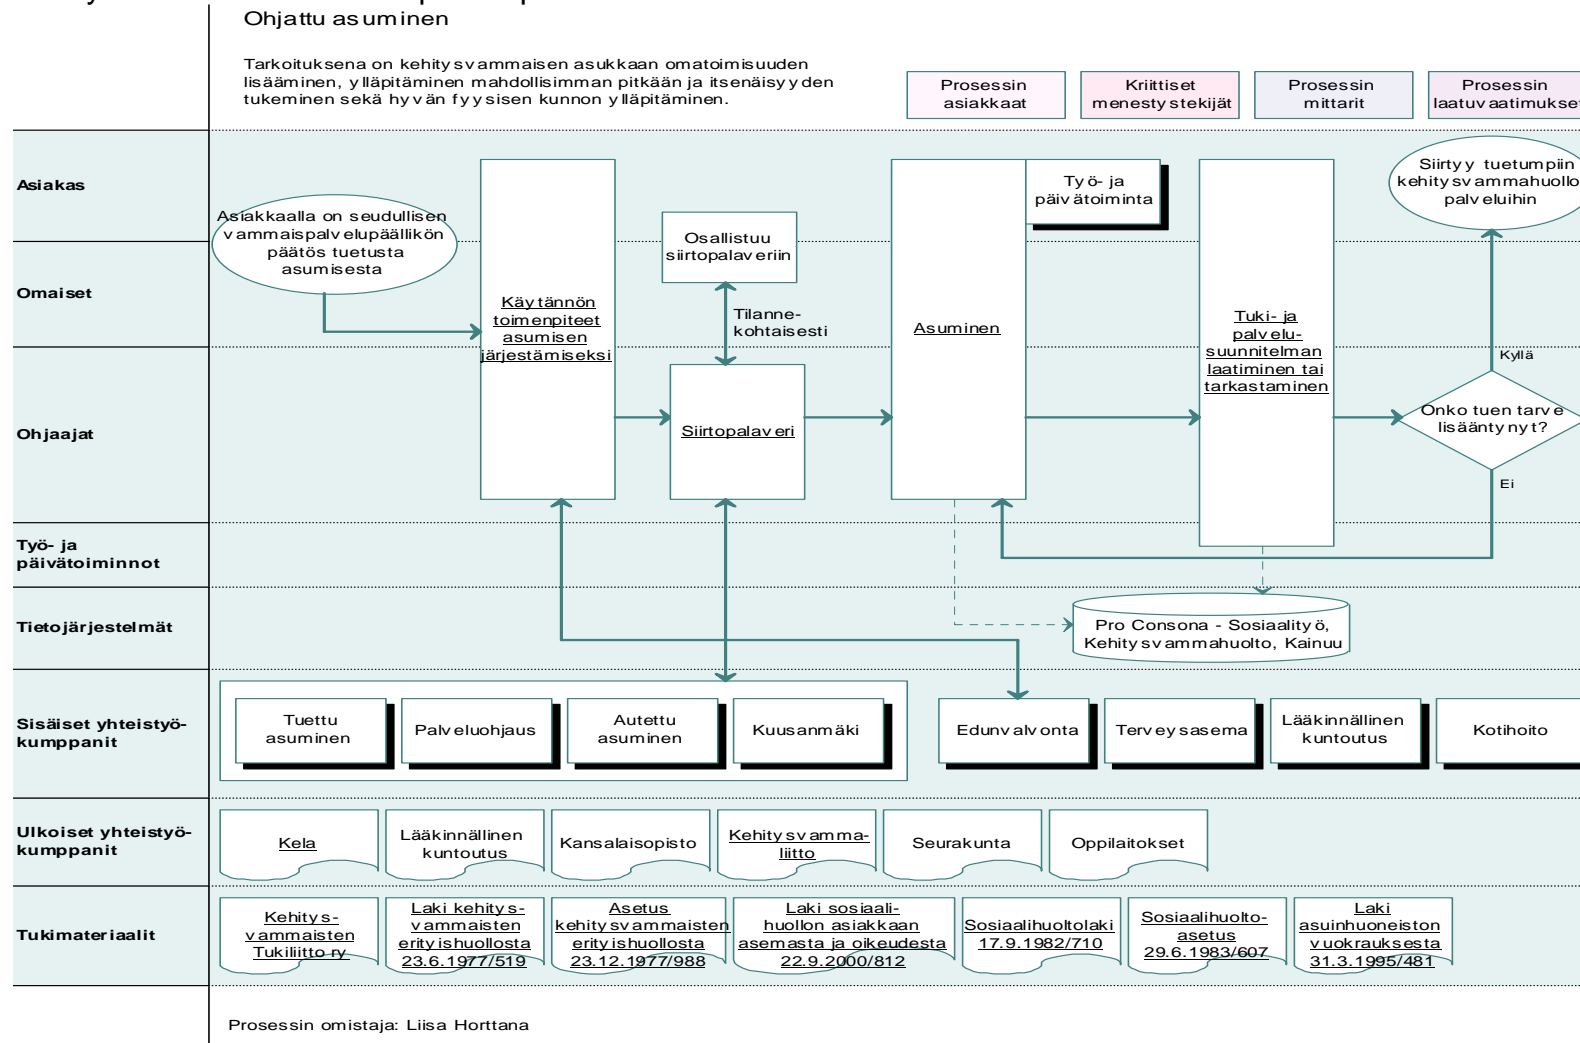 Ohjattu asuminen
Tarkoituksena on kehitysvammaisen asukkaan omatoimisuuden
lisääminen, ylläpitäminen mahdollisimman pitkään ja itsenäisyyden
tukeminen sekä hyvän fyysisen kunnon ylläpitäminen.
Prosessin
asiakkaat
Kriittiset
menestystekijät
Prosessin
mittarit
Prosessin
laatuvaatimukset
Asiakas
Omaiset
Ohjaajat
Työ- ja
päivätoiminnot
Tietojärjestelmät
Sisäiset yhteistyö-
kumppanit
Ulkoiset yhteistyö-
kumppanit
Tukimateriaalit
Asiakkaalla on seudullisen
vammaispalvelupäällikön
päätös tuetusta
asumisesta
Käytännön
toimenpiteet
asumisen
järjestämiseksi
Osallistuu
siirtopalaveriin
Tilanne-
kohtaisesti
Siirtopalaveri
Asuminen
Työ- ja
päivätoiminta
Tuki- ja
palvelu-
suunnitelman
laatiminen tai
tarkastaminen
Siirtyy tuetumpiin
kehitysvammahuollo
palveluihin
Kyllä
Onko tuen tarve
lisääntynyt?
Ei
Pro Consona - Sosiaalityö,
Kehitysvammahuolto, Kainuu
Tuettu
asuminen
Palveluohjaus
Autettu
asuminen
Kuusanmäki
Edunvalvonta
Terveysasema
Lääkinnällinen
kuntoutus
Kotihoito
Kela
Lääkinnällinen
kuntoutus
Kansalaisopisto
Kehitysvamma-
liitto
Seurakunta
Oppilaitokset
Kehitys-
vammaisten
Tukiliitto ry
Laki kehitys-
vammaisten
erityishuollosta
23.6.1977/519
Asetus
kehitysvammaisten
erityishuollosta
23.12.1977/988
Laki sosiaali-
huollon asiakkaan
asemasta ja oikeudesta
22.9.2000/812
Sosiaalihuoltolaki
17.9.1982/710
Sosiaalihuolto-
asetus
29.6.1983/607
Laki
asuinhuoneiston
vuokrauksesta
31.3.1995/481
Prosessin omistaja: Liisa Horttana